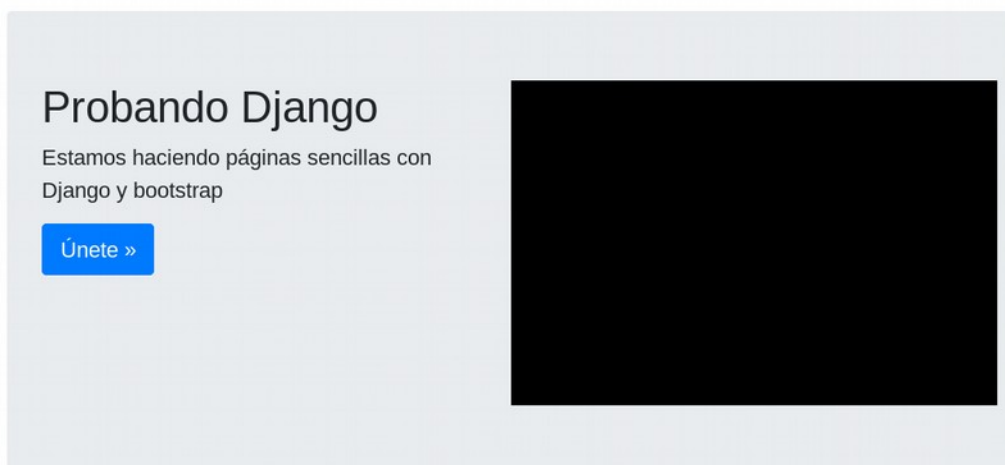 Probando Django
Estamos haciendo páginas sencillas con
Django y bootstrap
Únete »